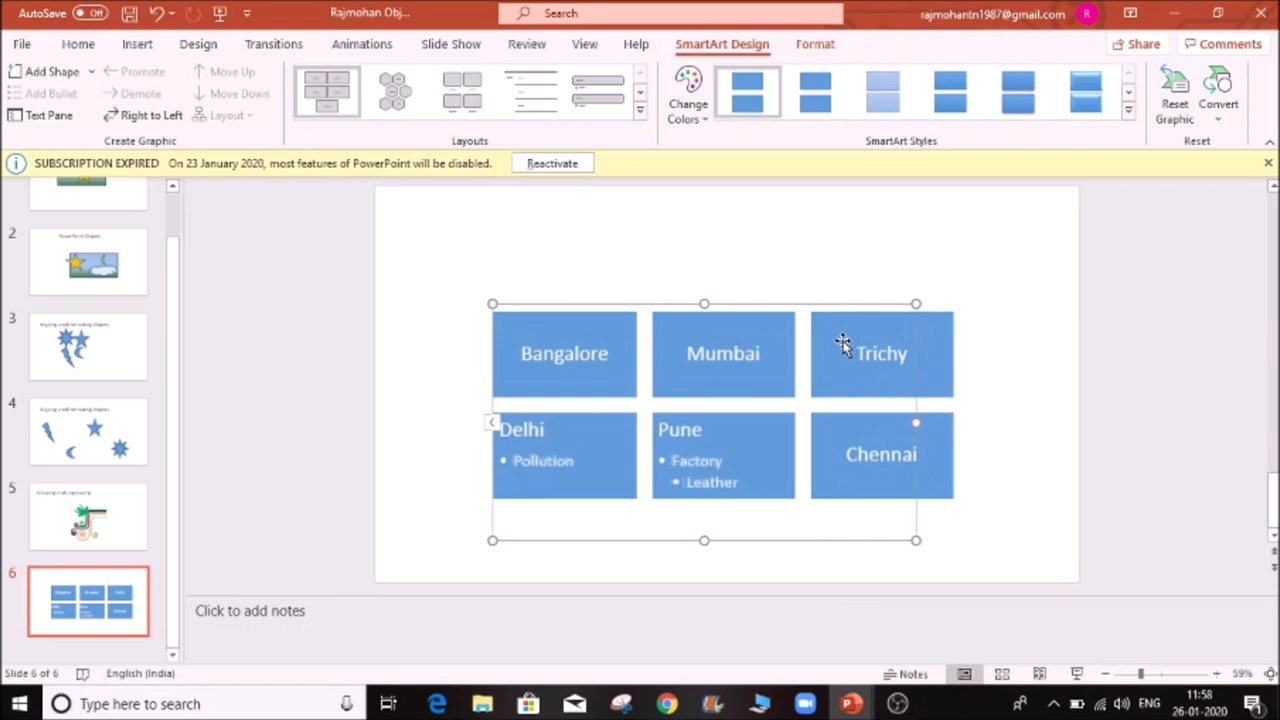 AutoSave Off Rajmohan Obj... Search rajmohantn1987@gmail.com R
File Home Insert Design Transitions Animations Slide Show Review View Help SmartArt Design Format Share Comments
Add Shape Promote Move Up
Add Bullet Demote Move Down
Text Pane Right to Left Layout
Change Colors
Reset Graphic
Convert
Create Graphic Layouts SmartArt Styles Reset
SUBSCRIPTION EXPIRED On 23 January 2020, most features of PowerPoint will be disabled. Reactivate
2
PowerPoint Objects
3
4
5
6
Bangalore Mumbai Trichy
Delhi
• Pollution
Pune
• Factory
• Leather
Chennai
Click to add notes
Slide 6 of 6 English (India) Notes 59%
Type here to search ENG 11:58
26-01-2020
1